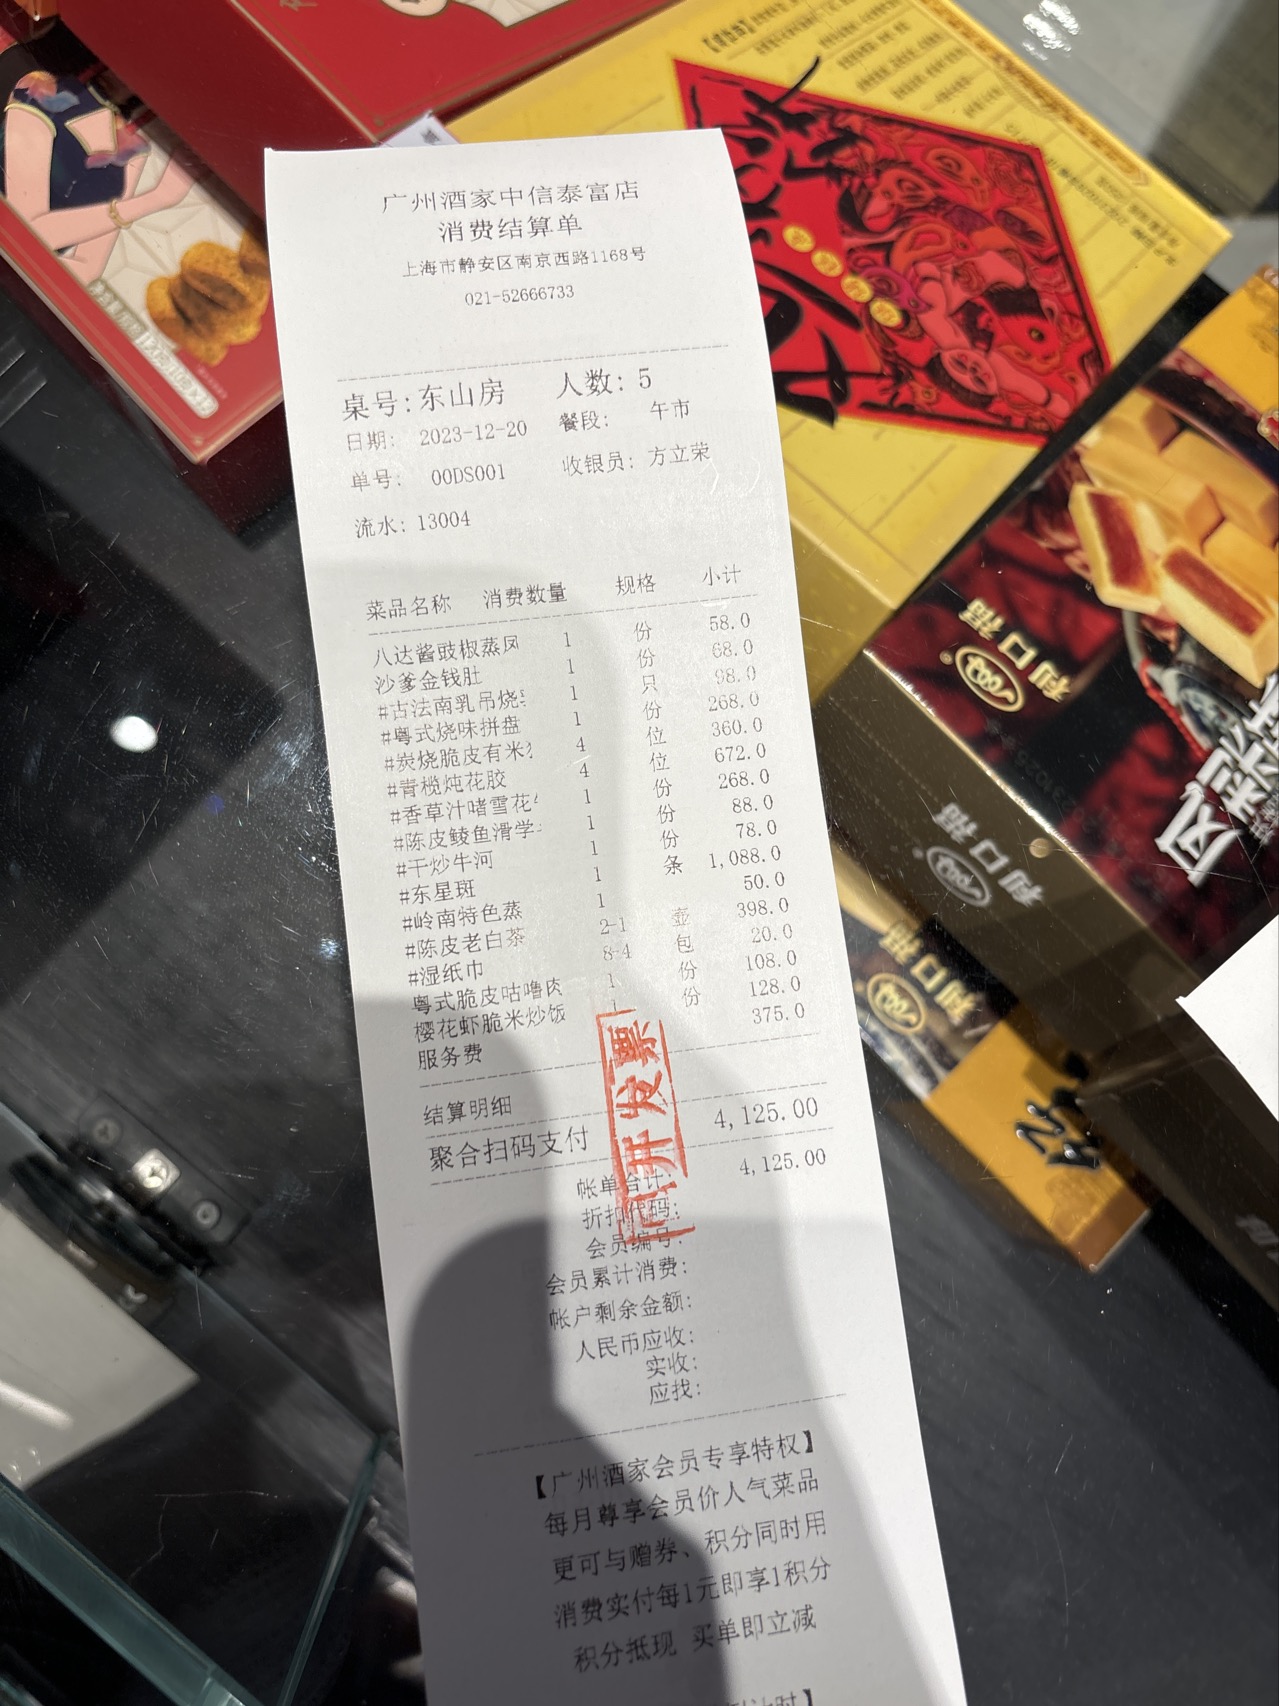 广州酒家中信泰富店
消费结算单
上海市静安区南京西路1168号
021-52666733
桌号:东山房 人数: 5
日期: 2023-12-20 餐段: 午市
单号: 00DS001 收银员: 方立荣
流水: 13004
菜品名称 消费数量 规格 小计
八达酱豉椒蒸凤 1 份 58.0
沙爹金钱肚 1 份 68.0
#古法南乳吊烧 1 只 98.0
#粤式烧味拼盘 1 份 268.0
#炭烧脆皮有米 4 位 360.0
#青榄炖花胶 4 位 672.0
#香草汁啫雪花 1 份 268.0
#陈皮鲮鱼滑学 1 份 88.0
#干炒牛河 1 份 78.0
#东星斑 1 条 1,088.0
#岭南特色蒸 1 50.0
#陈皮老白茶 2-1 壶 398.0
#湿纸巾 8-4 包 20.0
粤式脆皮咕噜肉 1 份 108.0
樱花虾脆米炒饭 1 份 128.0
服务费 375.0
结算明细
聚合扫码支付 4,125.00
帐单合计: 4,125.00
折扣代码:
会员编号:
会员累计消费:
帐户剩余金额:
人民币应收:
实收:
应找:
开发票
【广州酒家会员专享特权】
每月尊享会员价人气菜品
更可与赠券、积分同时用
消费实付每1元即享1积分
积分抵现 买单即立减
利口福
利口福
利口福